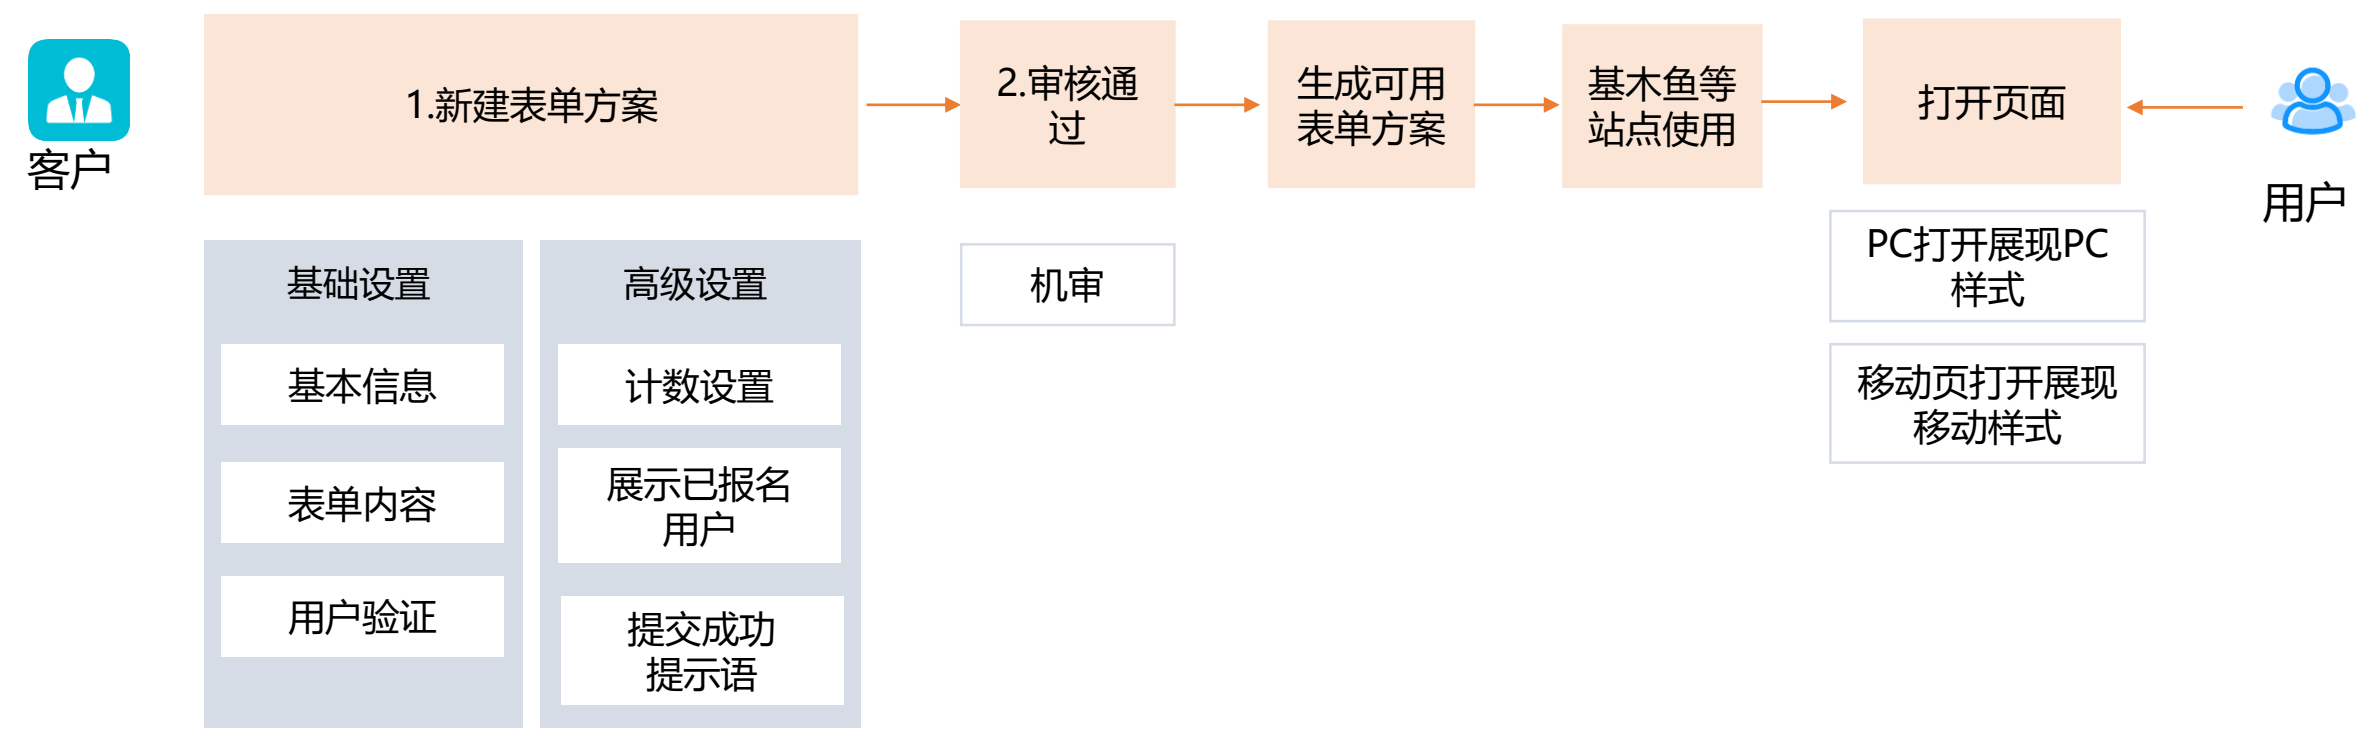 客户
1.新建表单方案
2.审核通
过
生成可用
表单方案
基木鱼等
站点使用
打开页面
用户
基础设置
基本信息
表单内容
用户验证
高级设置
计数设置
展示已报名
用户
提交成功
提示语
机审
PC打开展现PC
样式
移动页打开展现
移动样式